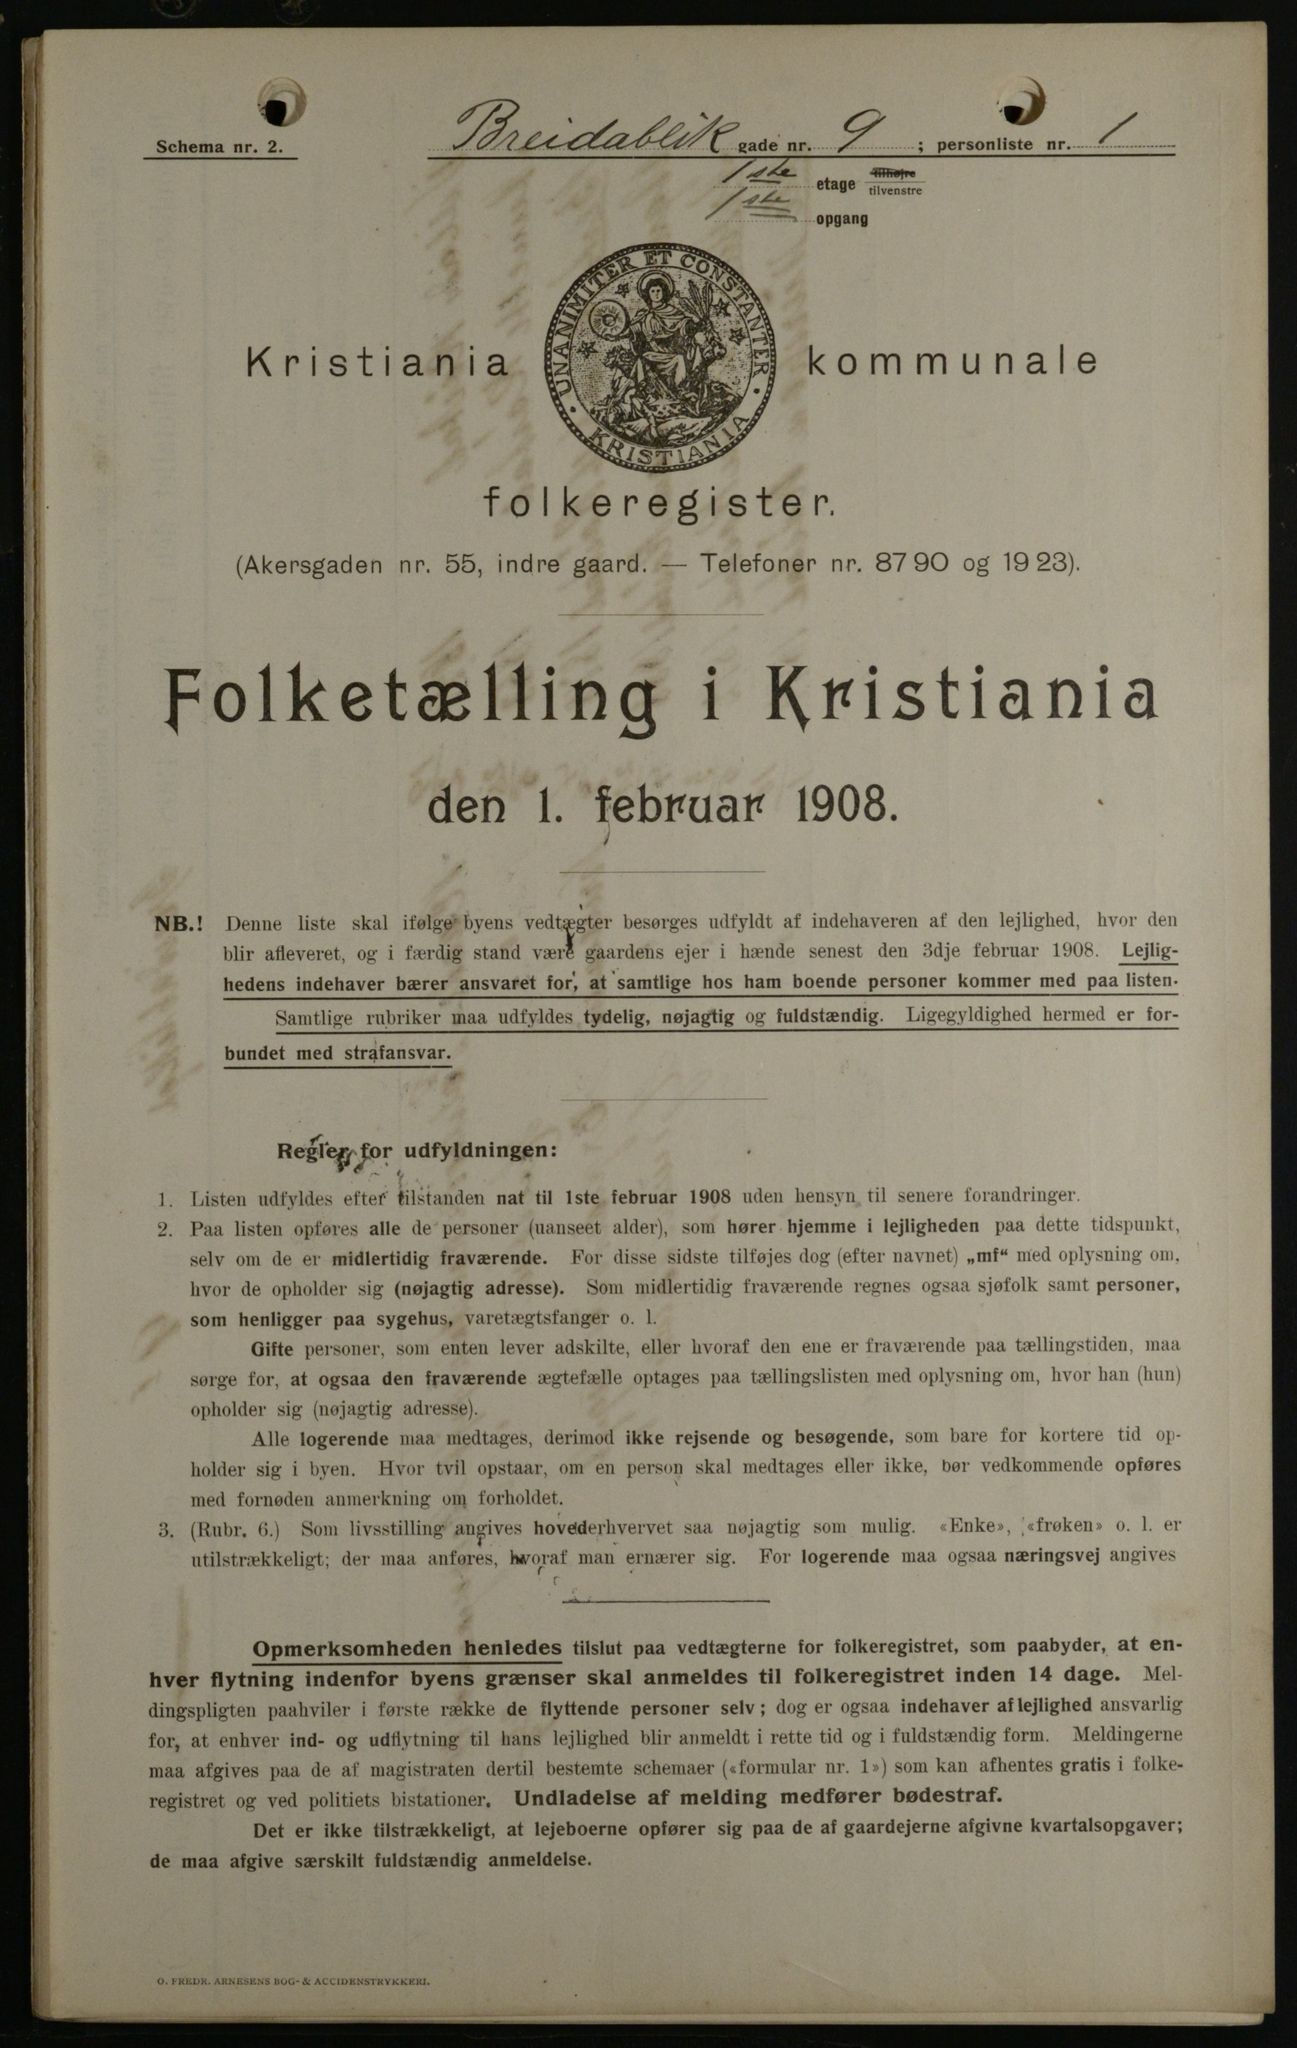 Schema nr. 2.
Breidablik gade nr. 9 ; personliste nr. 1
1ste etage tilhøjre
tilvenstre
1ste opgang
UNANIMITER ET CONSTANTER
KRISTIANIA
Kristiania kommunale
folkeregister.
(Akersgaden nr. 55, indre gaard. — Telefoner nr. 8790 og 1923).
Folketælling i Kristiania
den 1. februar 1908.
NB.! Denne liste skal ifølge byens vedtægter besørges udfyldt af indehaveren af den lejlighed, hvor den
blir afleveret, og i færdig stand være gaardens ejer i hænde senest den 3dje februar 1908. Lejlig-
hedens indehaver bærer ansvaret for, at samtlige hos ham boende personer kommer med paa listen.
Samtlige rubriker maa udfyldes tydelig, nøjagtig og fuldstændig. Ligegyldighed hermed er for-
bundet med strafansvar.
Regler for udfyldningen:
1. Listen udfyldes efter tilstanden nat til 1ste februar 1908 uden hensyn til senere forandringer.
2. Paa listen opføres alle de personer (uanseet alder), som hører hjemme i lejligheden paa dette tidspunkt,
selv om de er midlertidig fraværende. For disse sidste tilføjes dog (efter navnet) „mf“ med oplysning om,
hvor de opholder sig (nøjagtig adresse). Som midlertidig fraværende regnes ogsaa sjøfolk samt personer,
som henligger paa sygehus, varetægtsfanger o. l.
Gifte personer, som enten lever adskilte, eller hvoraf den ene er fraværende paa tællingstiden, maa
sørge for, at ogsaa den fraværende ægtefælle optages paa tællingslisten med oplysning om, hvor han (hun)
opholder sig (nøjagtig adresse).
Alle logerende maa medtages, derimod ikke rejsende og besøgende, som bare for kortere tid op-
holder sig i byen. Hvor tvil opstaar, om en person skal medtages eller ikke, bør vedkommende opføres
med fornøden anmerkning om forholdet.
3. (Rubr. 6.) Som livsstilling angives hovederhvervet saa nøjagtig som mulig. «Enke», «frøken» o. l. er
utilstrækkeligt; der maa anføres, hvoraf man ernærer sig. For logerende maa ogsaa næringsvej angives
Opmerksomheden henledes tilslut paa vedtægterne for folkeregistret, som paabyder, at en-
hver flytning indenfor byens grænser skal anmeldes til folkeregistret inden 14 dage. Mel-
dingspligten paahviler i første række de flyttende personer selv; dog er ogsaa indehaver af lejlighed ansvarlig
for, at enhver ind- og udflytning til hans lejlighed blir anmeldt i rette tid og i fuldstændig form. Meldingerne
maa afgives paa de af magistraten dertil bestemte schemaer («formular nr. 1») som kan afhentes gratis i folke-
registret og ved politiets bistationer. Undladelse af melding medfører bødestraf.
Det er ikke tilstrækkeligt, at lejeboerne opfører sig paa de af gaardejerne afgivne kvartalsopgaver;
de maa afgive særskilt fuldstændig anmeldelse.
O. FREDR. ARNESENS BOG- & ACCIDENSTRYKKERI.